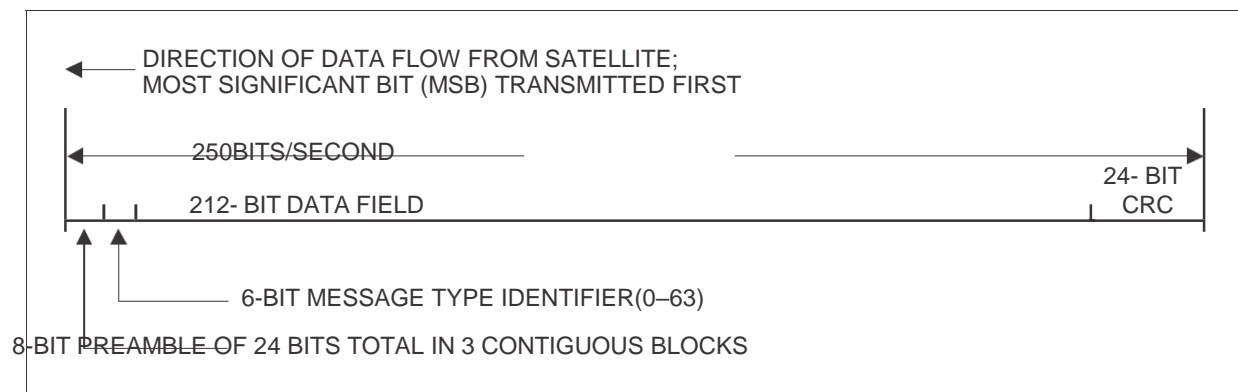 DIRECTION OF DATA FLOW FROM SATELLITE;
MOST SIGNIFICANT BIT (MSB) TRANSMITTED FIRST
250BITS/SECOND
24- BIT
CRC
212- BIT DATA FIELD
6-BIT MESSAGE TYPE IDENTIFIER(0–63)
8-BIT PREAMBLE OF 24 BITS TOTAL IN 3 CONTIGUOUS BLOCKS